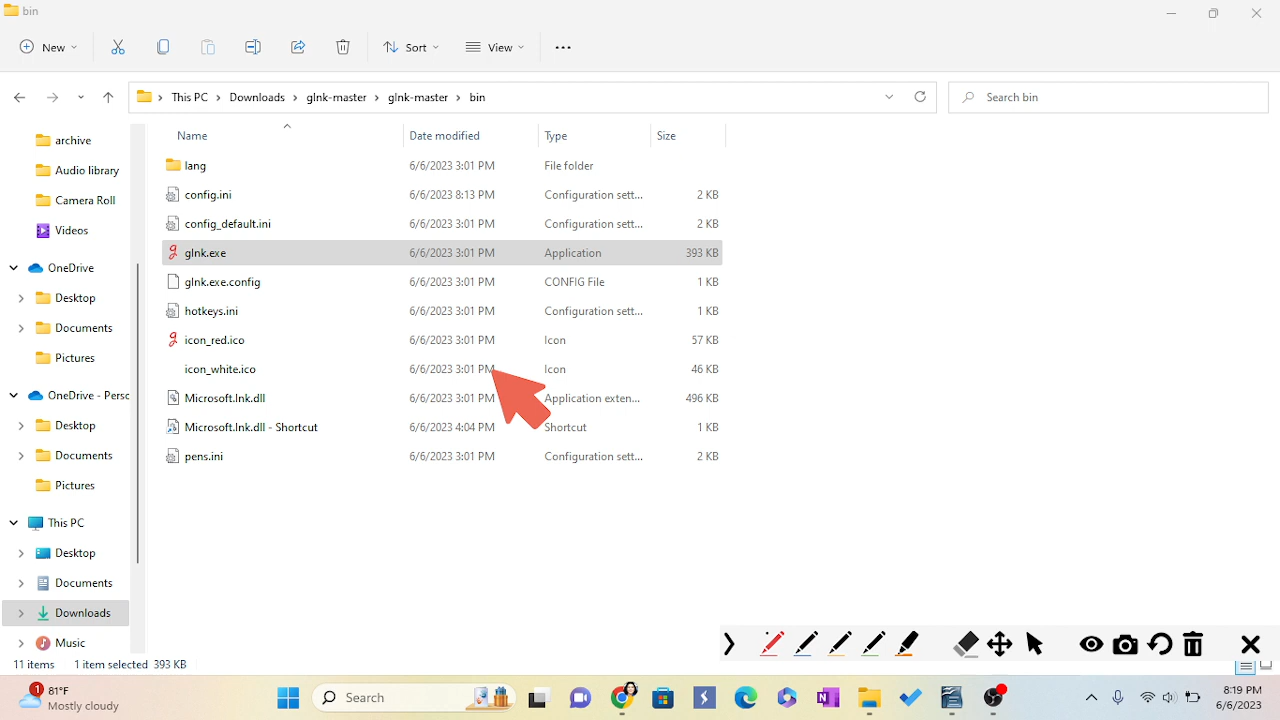 bin
New
Sort
View
This PC > Downloads > gInk-master > gInk-master > bin
Search bin
Name Date modified Type Size
archive
Audio library
Camera Roll
Videos
OneDrive
Desktop
Documents
Pictures
OneDrive - Perso
Desktop
Documents
Pictures
This PC
Desktop
Documents
Downloads
Music
lang 6/6/2023 3:01 PM File folder
config.ini 6/6/2023 8:13 PM Configuration sett... 2 KB
config_default.ini 6/6/2023 3:01 PM Configuration sett... 2 KB
gInk.exe 6/6/2023 3:01 PM Application 393 KB
gInk.exe.config 6/6/2023 3:01 PM CONFIG File 1 KB
hotkeys.ini 6/6/2023 3:01 PM Configuration sett... 1 KB
icon_red.ico 6/6/2023 3:01 PM Icon 57 KB
icon_white.ico 6/6/2023 3:01 PM Icon 46 KB
Microsoft.Ink.dll 6/6/2023 3:01 PM Application exten... 496 KB
Microsoft.Ink.dll - Shortcut 6/6/2023 4:04 PM Shortcut 1 KB
pens.ini 6/6/2023 3:01 PM Configuration sett... 2 KB
11 items 1 item selected 393 KB
1
81°F
Mostly cloudy
Search
8:19 PM
6/6/2023